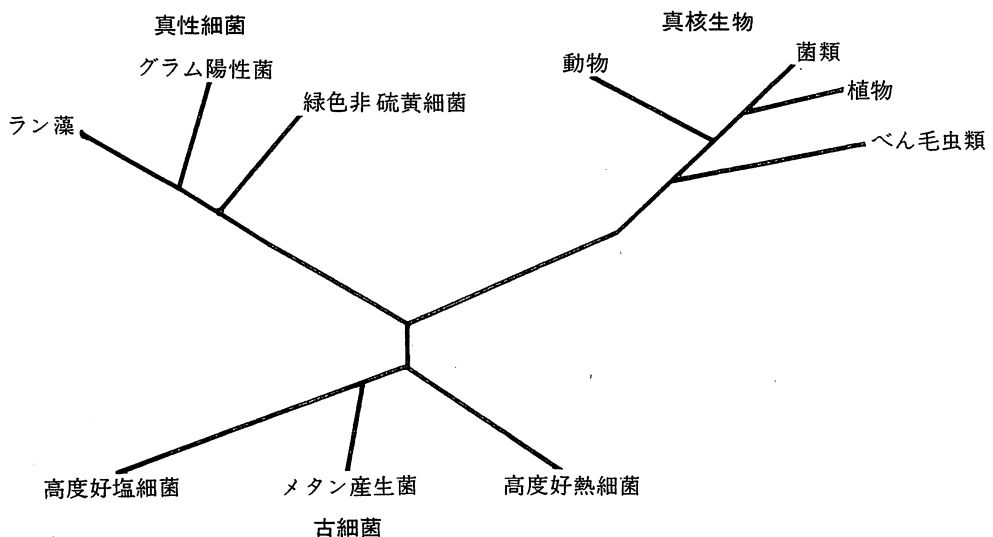 真性細菌
グラム陽性菌
緑色非硫黄細菌
ラン藻
真核生物
動物
菌類
植物
べん毛虫類
高度好塩細菌
メタン産生菌
高度好熱細菌
古細菌